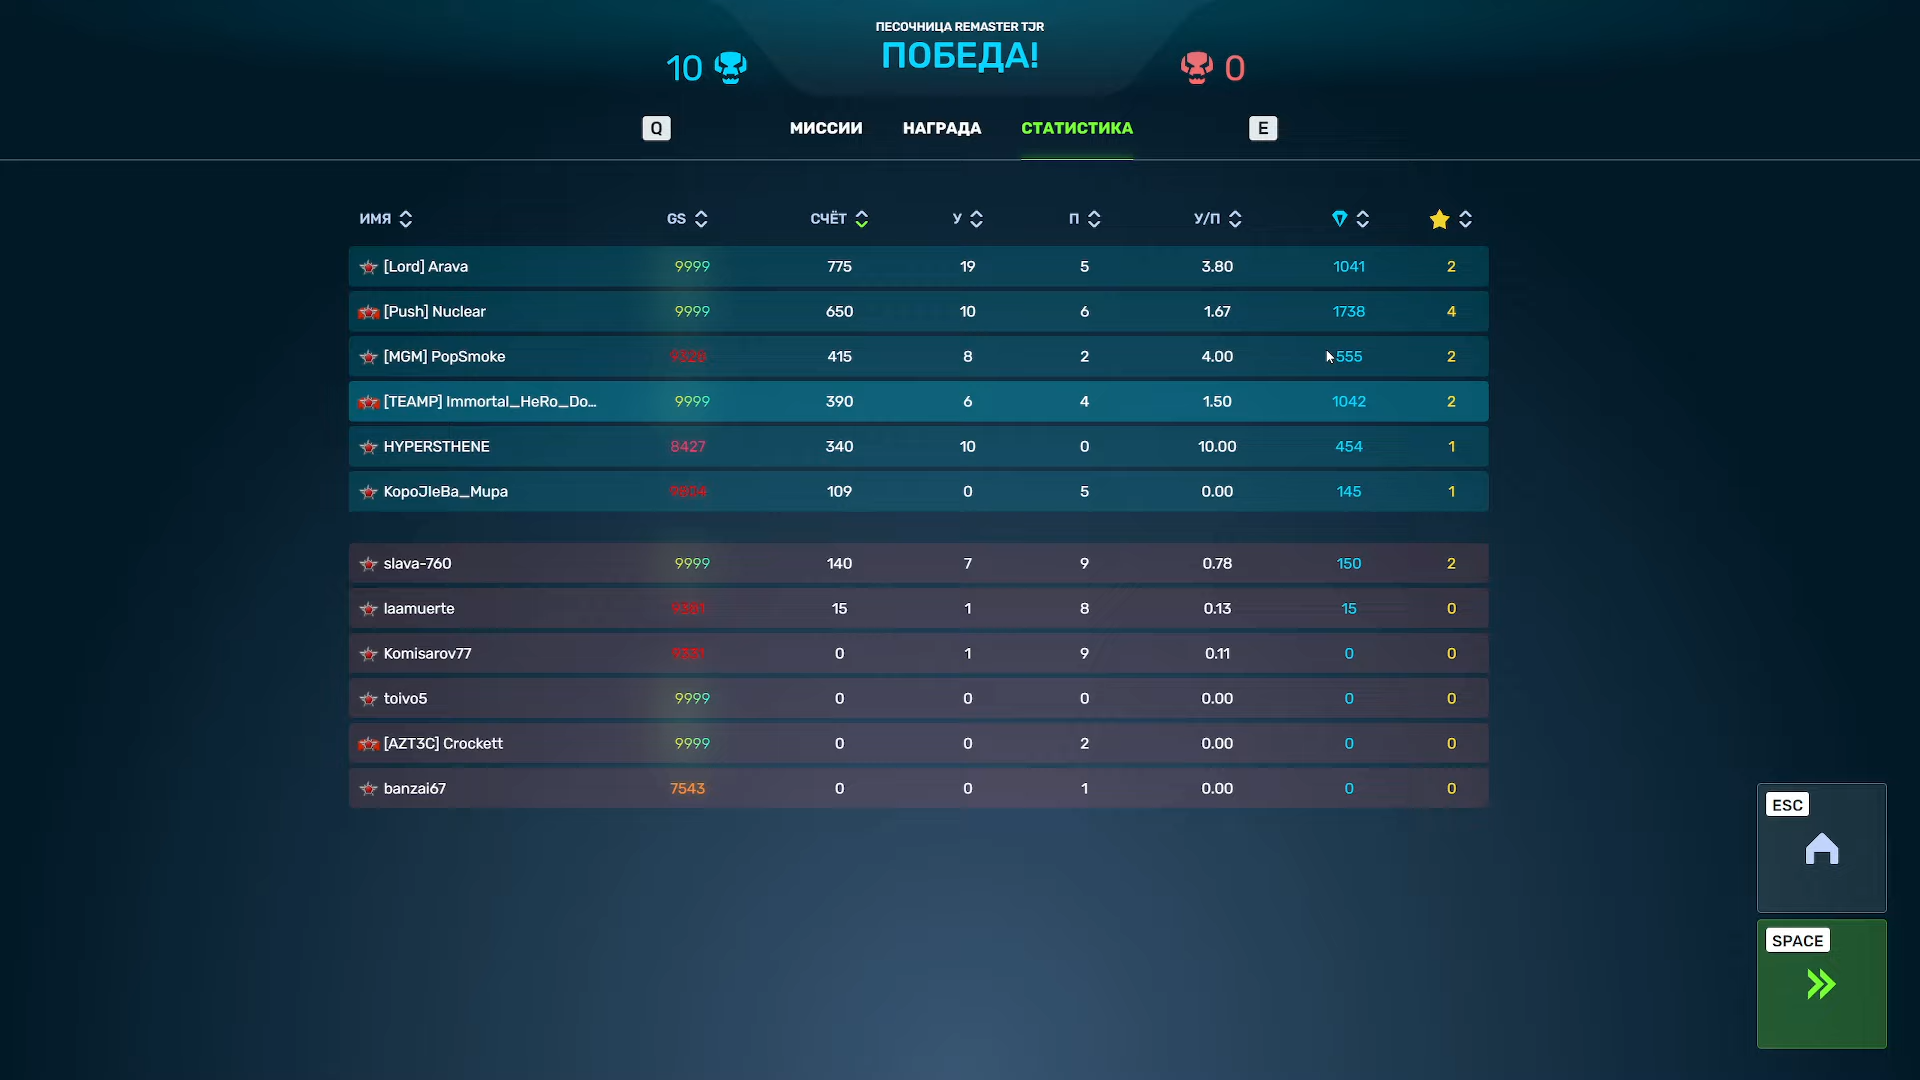 ПЕСОЧНИЦА REMASTER TJR
10 ПОБЕДА! 0
Q МИССИИ НАГРАДА СТАТИСТИКА E
ИМЯ GS СЧЁТ У П У/П
[Lord] Arava 9999 775 19 5 3.80 1041 2
[Push] Nuclear 9999 650 10 6 1.67 1738 4
[MGM] PopSmoke 415 8 2 4.00 555 2
[TEAMP] Immortal_HeRo_Do... 9999 390 6 4 1.50 1042 2
HYPERSTHENE 8427 340 10 0 10.00 454 1
KopoJIeBa_Mupa 109 0 5 0.00 145 1
slava-760 9999 140 7 9 0.78 150 2
laamuerte 15 1 8 0.13 15 0
Komisarov77 0 1 9 0.11 0 0
toivo5 9999 0 0 0 0.00 0 0
[AZT3C] Crockett 9999 0 0 2 0.00 0 0
banzai67 7543 0 0 1 0.00 0 0
ESC
SPACE